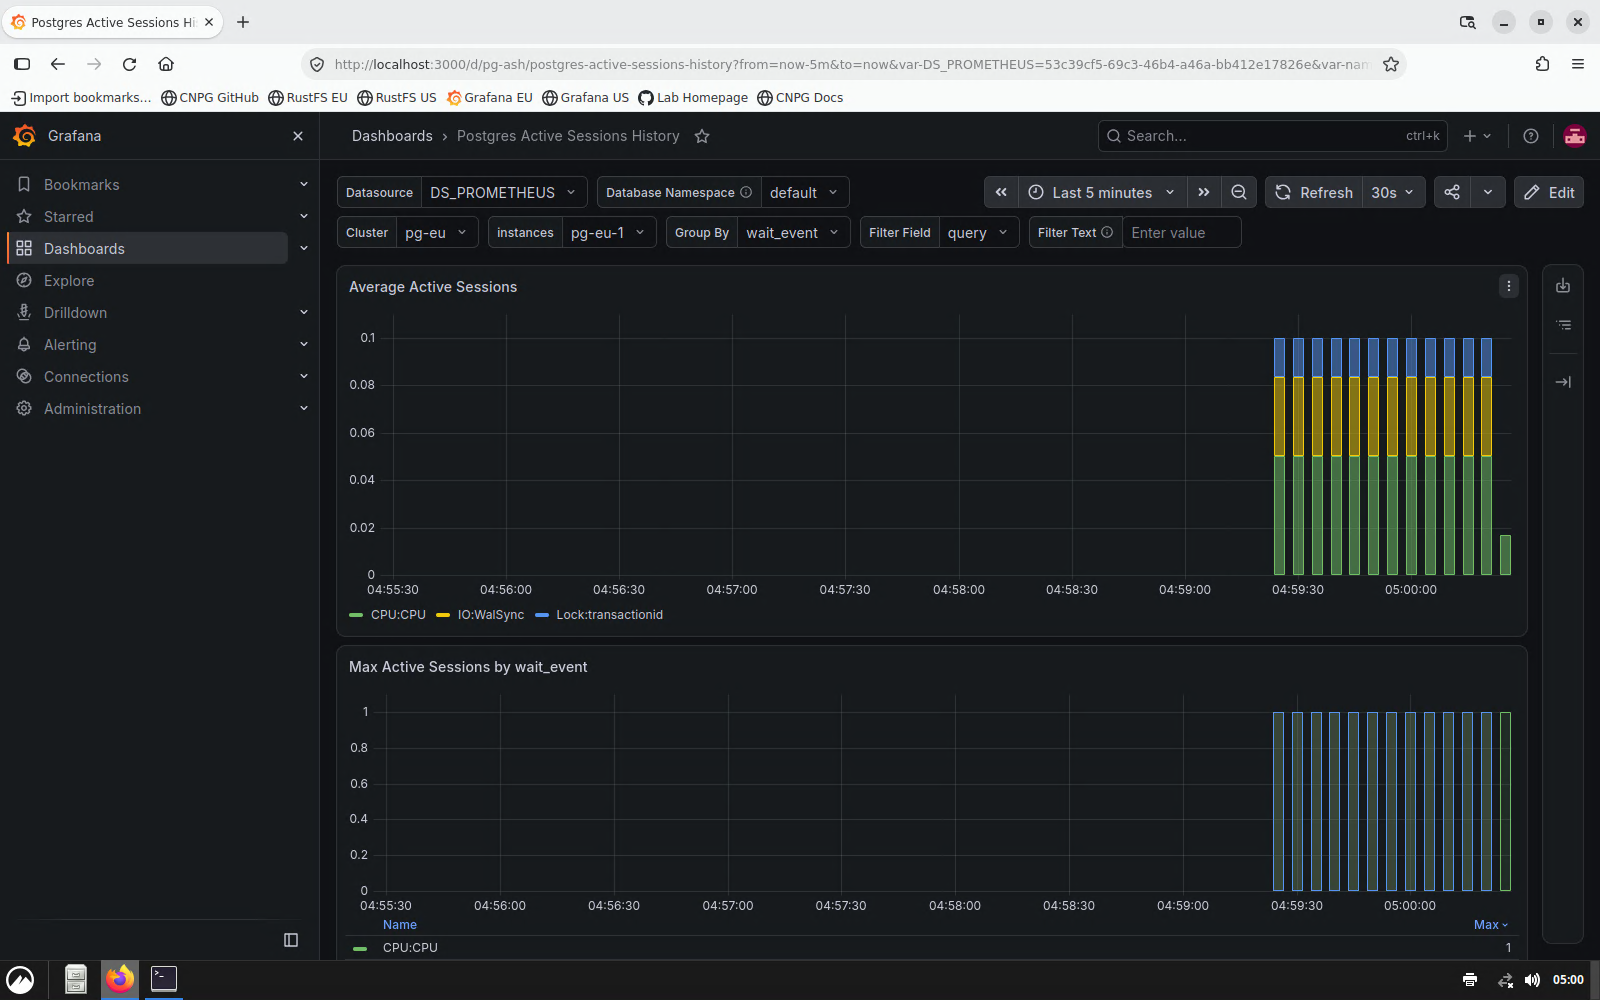 Postgres Active Sessions Hi
http://localhost:3000/d/pg-ash/postgres-active-sessions-history?from=now-5m&to=now&var-DS_PROMETHEUS=53c39cf5-69c3-46b4-a46a-bb412e17826e&var-nam
Import bookmarks... CNPG GitHub RustFS EU RustFS US Grafana EU Grafana US Lab Homepage CNPG Docs
Grafana
Dashboards › Postgres Active Sessions History
Search... ctrl+k
Bookmarks
Starred
Dashboards
Explore
Drilldown
Alerting
Connections
Administration
Datasource DS_PROMETHEUS Database Namespace default
Last 5 minutes Refresh 30s Edit
Cluster pg-eu instances pg-eu-1 Group By wait_event Filter Field query Filter Text Enter value
Average Active Sessions
0.1
0.08
0.06
0.04
0.02
0
04:55:30 04:56:00 04:56:30 04:57:00 04:57:30 04:58:00 04:58:30 04:59:00 04:59:30 05:00:00
CPU:CPU IO:WalSync Lock:transactionid
Max Active Sessions by wait_event
1
0.8
0.6
0.4
0.2
0
04:55:30 04:56:00 04:56:30 04:57:00 04:57:30 04:58:00 04:58:30 04:59:00 04:59:30 05:00:00
Name Max
CPU:CPU 1
05:00